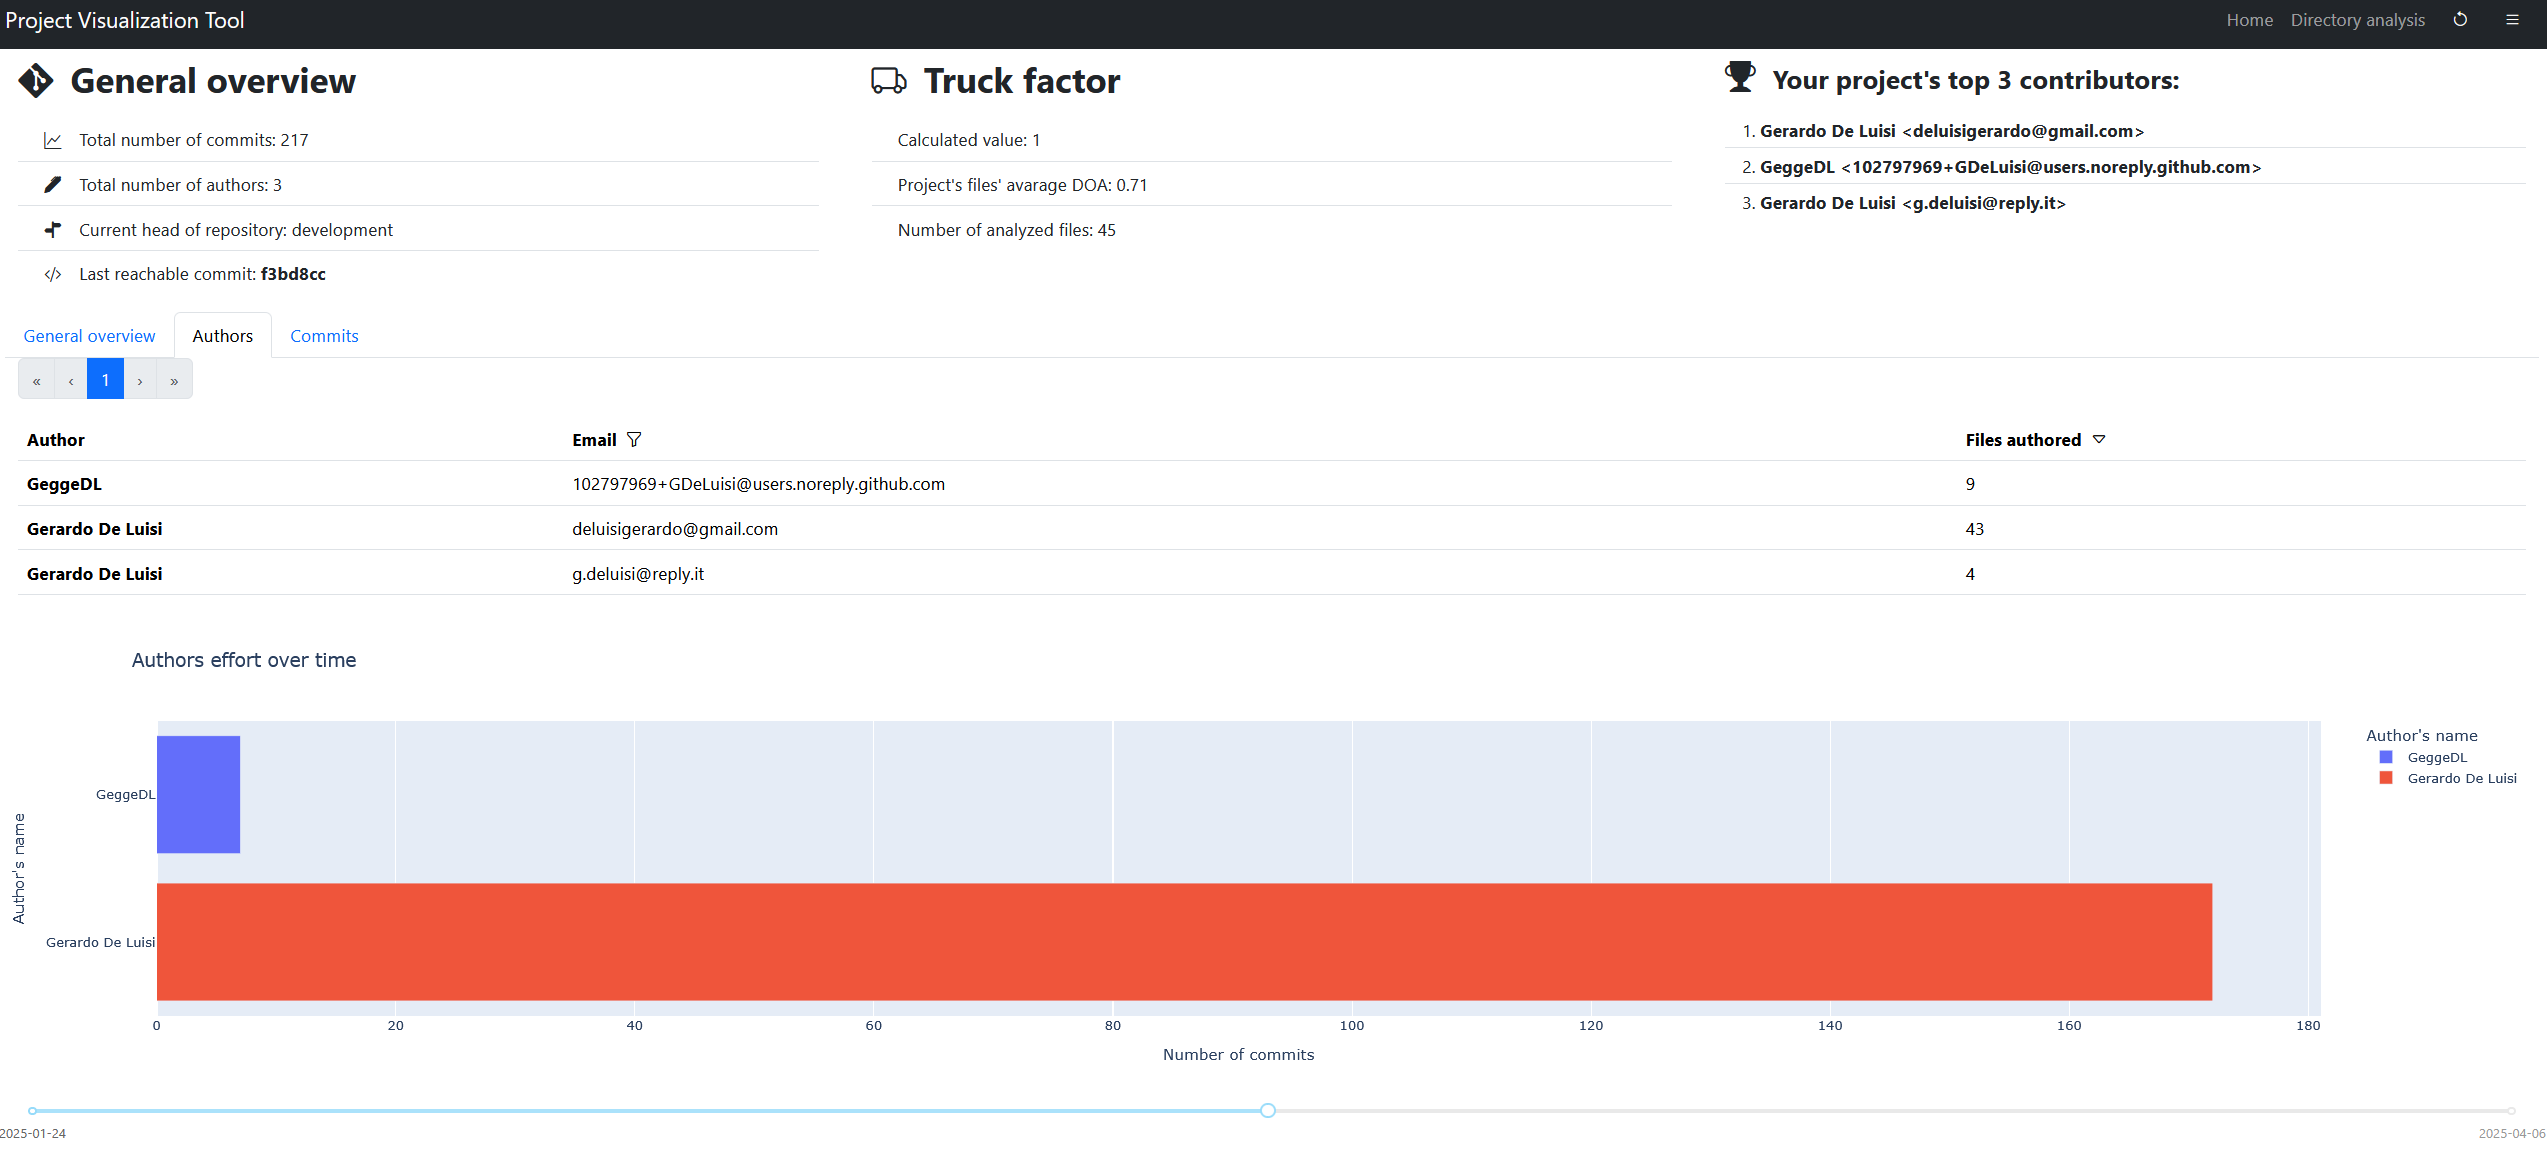 Project Visualization Tool
Home Directory analysis
General overview
Total number of commits: 217
Total number of authors: 3
Current head of repository: development
Last reachable commit: f3bd8cc
Truck factor
Calculated value: 1
Project's files' avarage DOA: 0.71
Number of analyzed files: 45
Your project's top 3 contributors:
1. Gerardo De Luisi <deluisigerardo@gmail.com>
2. GeggeDL <102797969+GDeLuisi@users.noreply.github.com>
3. Gerardo De Luisi <g.deluisi@reply.it>
General overview Authors Commits
« ‹ 1 › »
Author Email Files authored
GeggeDL 102797969+GDeLuisi@users.noreply.github.com 9
Gerardo De Luisi deluisigerardo@gmail.com 43
Gerardo De Luisi g.deluisi@reply.it 4
Authors effort over time
Author's name
GeggeDL
Gerardo De Luisi
Author's name
GeggeDL
Gerardo De Luisi
0 20 40 60 80 100 120 140 160 180
Number of commits
2025-01-24 2025-04-06